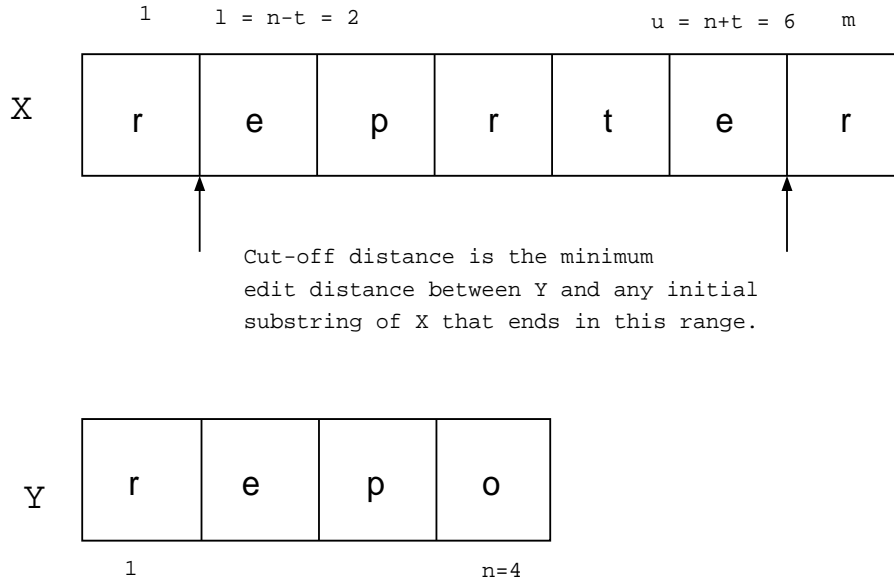 1 l = n-t = 2 u = n+t = 6 m
X r e p r t e r
Cut-off distance is the minimum
edit distance between Y and any initial
substring of X that ends in this range.
Y r e p o
1 n=4